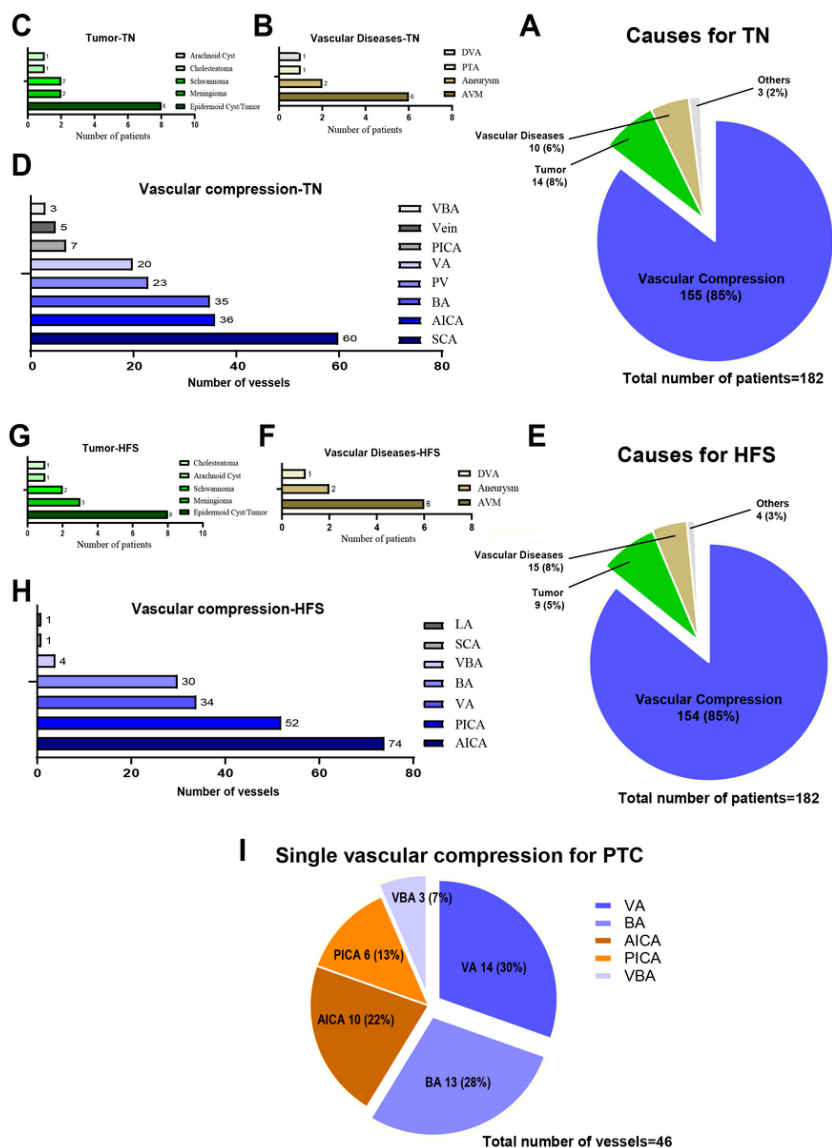 C
Tumor-TN
1
1
2
2
8
0 2 4 6 8 10
Number of patients
Arachnoid Cyst
Cholesteatoma
Schwannoma
Meningioma
Epidermoid Cyst/Tumor
B
Vascular Diseases-TN
1
1
2
6
0 2 4 6 8
Number of patients
DVA
PTA
Aneurysm
AVM
A
Causes for TN
Others
3 (2%)
Vascular Diseases
10 (6%)
Tumor
14 (8%)
Vascular Compression
155 (85%)
Total number of patients=182
D
Vascular compression-TN
3
5
7
20
23
35
36
60
0 20 40 60 80
Number of vessels
VBA
Vein
PICA
VA
PV
BA
AICA
SCA
G
Tumor-HFS
1
1
2
3
8
0 2 4 6 8 10
Number of patients
Cholesteatoma
Arachnoid Cyst
Schwannoma
Meningioma
Epidermoid Cyst/Tumor
F
Vascular Diseases-HFS
1
2
6
0 2 4 6 8
Number of patients
DVA
Aneurysm
AVM
E
Causes for HFS
Others
4 (3%)
Vascular Diseases
15 (8%)
Tumor
9 (5%)
Vascular Compression
154 (85%)
Total number of patients=182
H
Vascular compression-HFS
1
1
4
30
34
52
74
0 20 40 60 80
Number of vessels
LA
SCA
VBA
BA
VA
PICA
AICA
I
Single vascular compression for PTC
VBA 3 (7%)
VA 14 (30%)
PICA 6 (13%)
AICA 10 (22%)
BA 13 (28%)
VA
BA
AICA
PICA
VBA
Total number of vessels=46